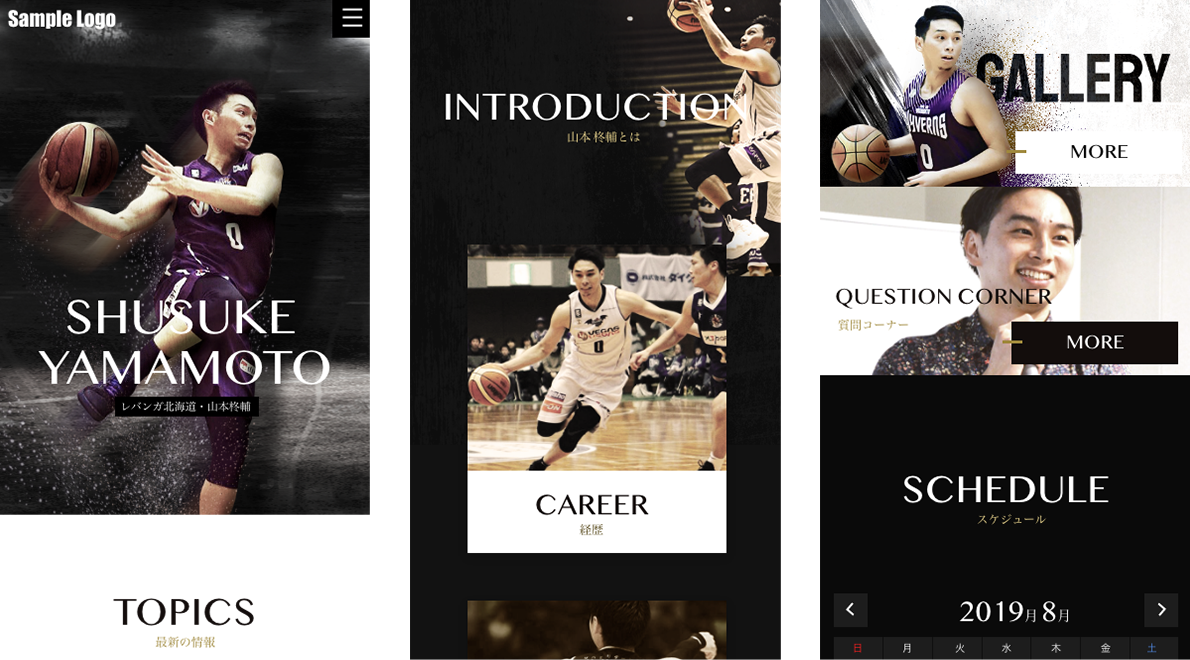 Sample Logo
SHUSUKE
YAMAMOTO
レバンガ北海道・山本柊輔
TOPICS
最新の情報
INTRODUCTION
山本 柊輔とは
0
CAREER
経歴
GALLERY
0
MORE
QUESTION CORNER
質問コーナー
MORE
SCHEDULE
スケジュール
2019月 8月
日 月 火 水 木 金 土